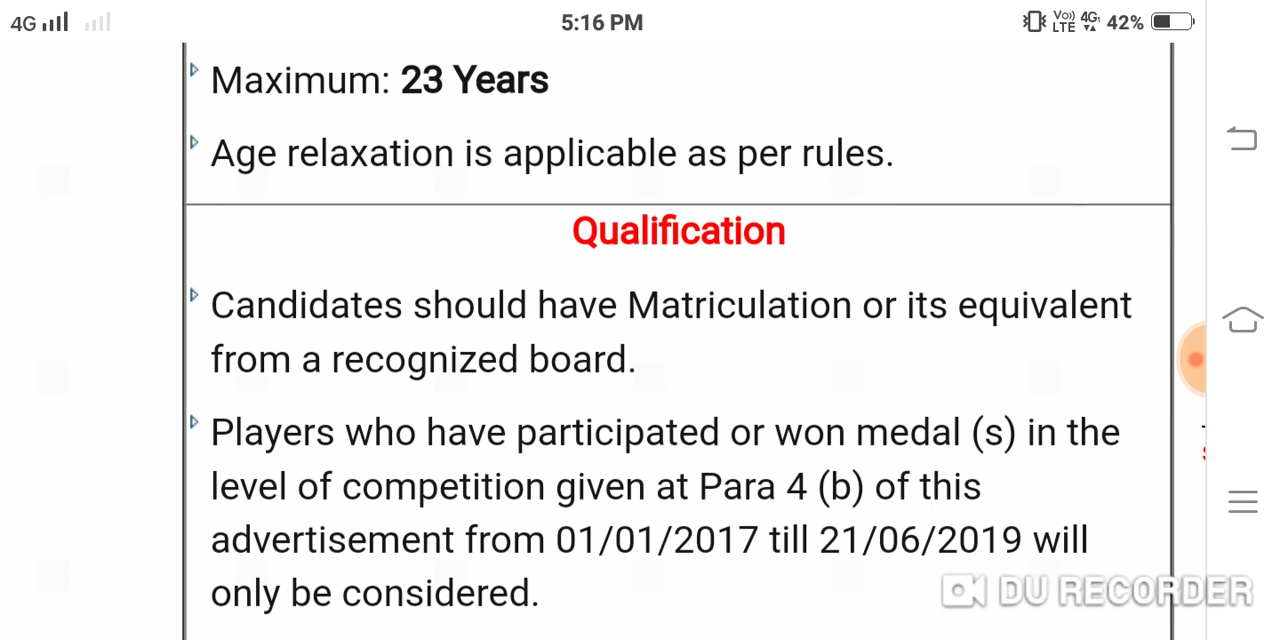 4G 5:16 PM Vo)) LTE 4G 42%
Maximum: 23 Years
Age relaxation is applicable as per rules.
Qualification
Candidates should have Matriculation or its equivalent
from a recognized board.
Players who have participated or won medal (s) in the
level of competition given at Para 4 (b) of this
advertisement from 01/01/2017 till 21/06/2019 will
only be considered.
DU RECORDER